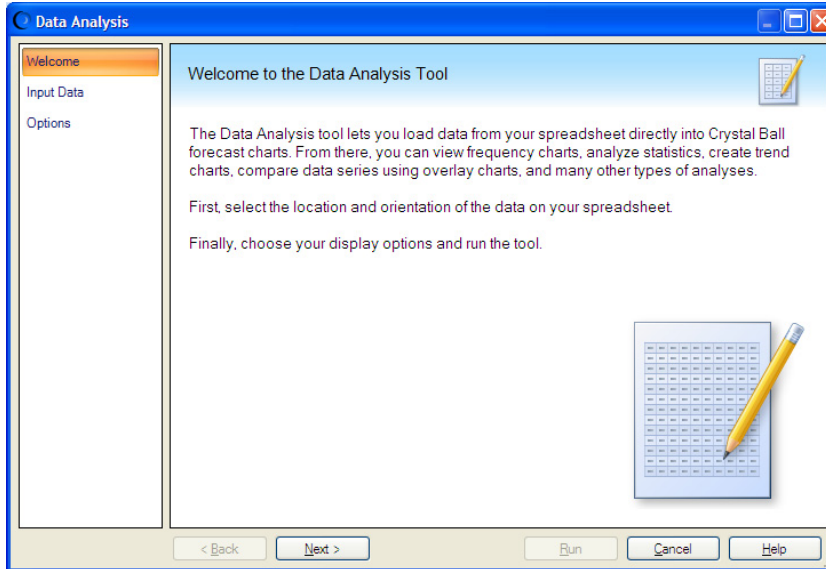 Data Analysis
Welcome
Input Data
Options
Welcome to the Data Analysis Tool
The Data Analysis tool lets you load data from your spreadsheet directly into Crystal Ball
forecast charts. From there, you can view frequency charts, analyze statistics, create trend
charts, compare data series using overlay charts, and many other types of analyses.
First, select the location and orientation of the data on your spreadsheet.
Finally, choose your display options and run the tool.
< Back
Next >
Run
Cancel
Help